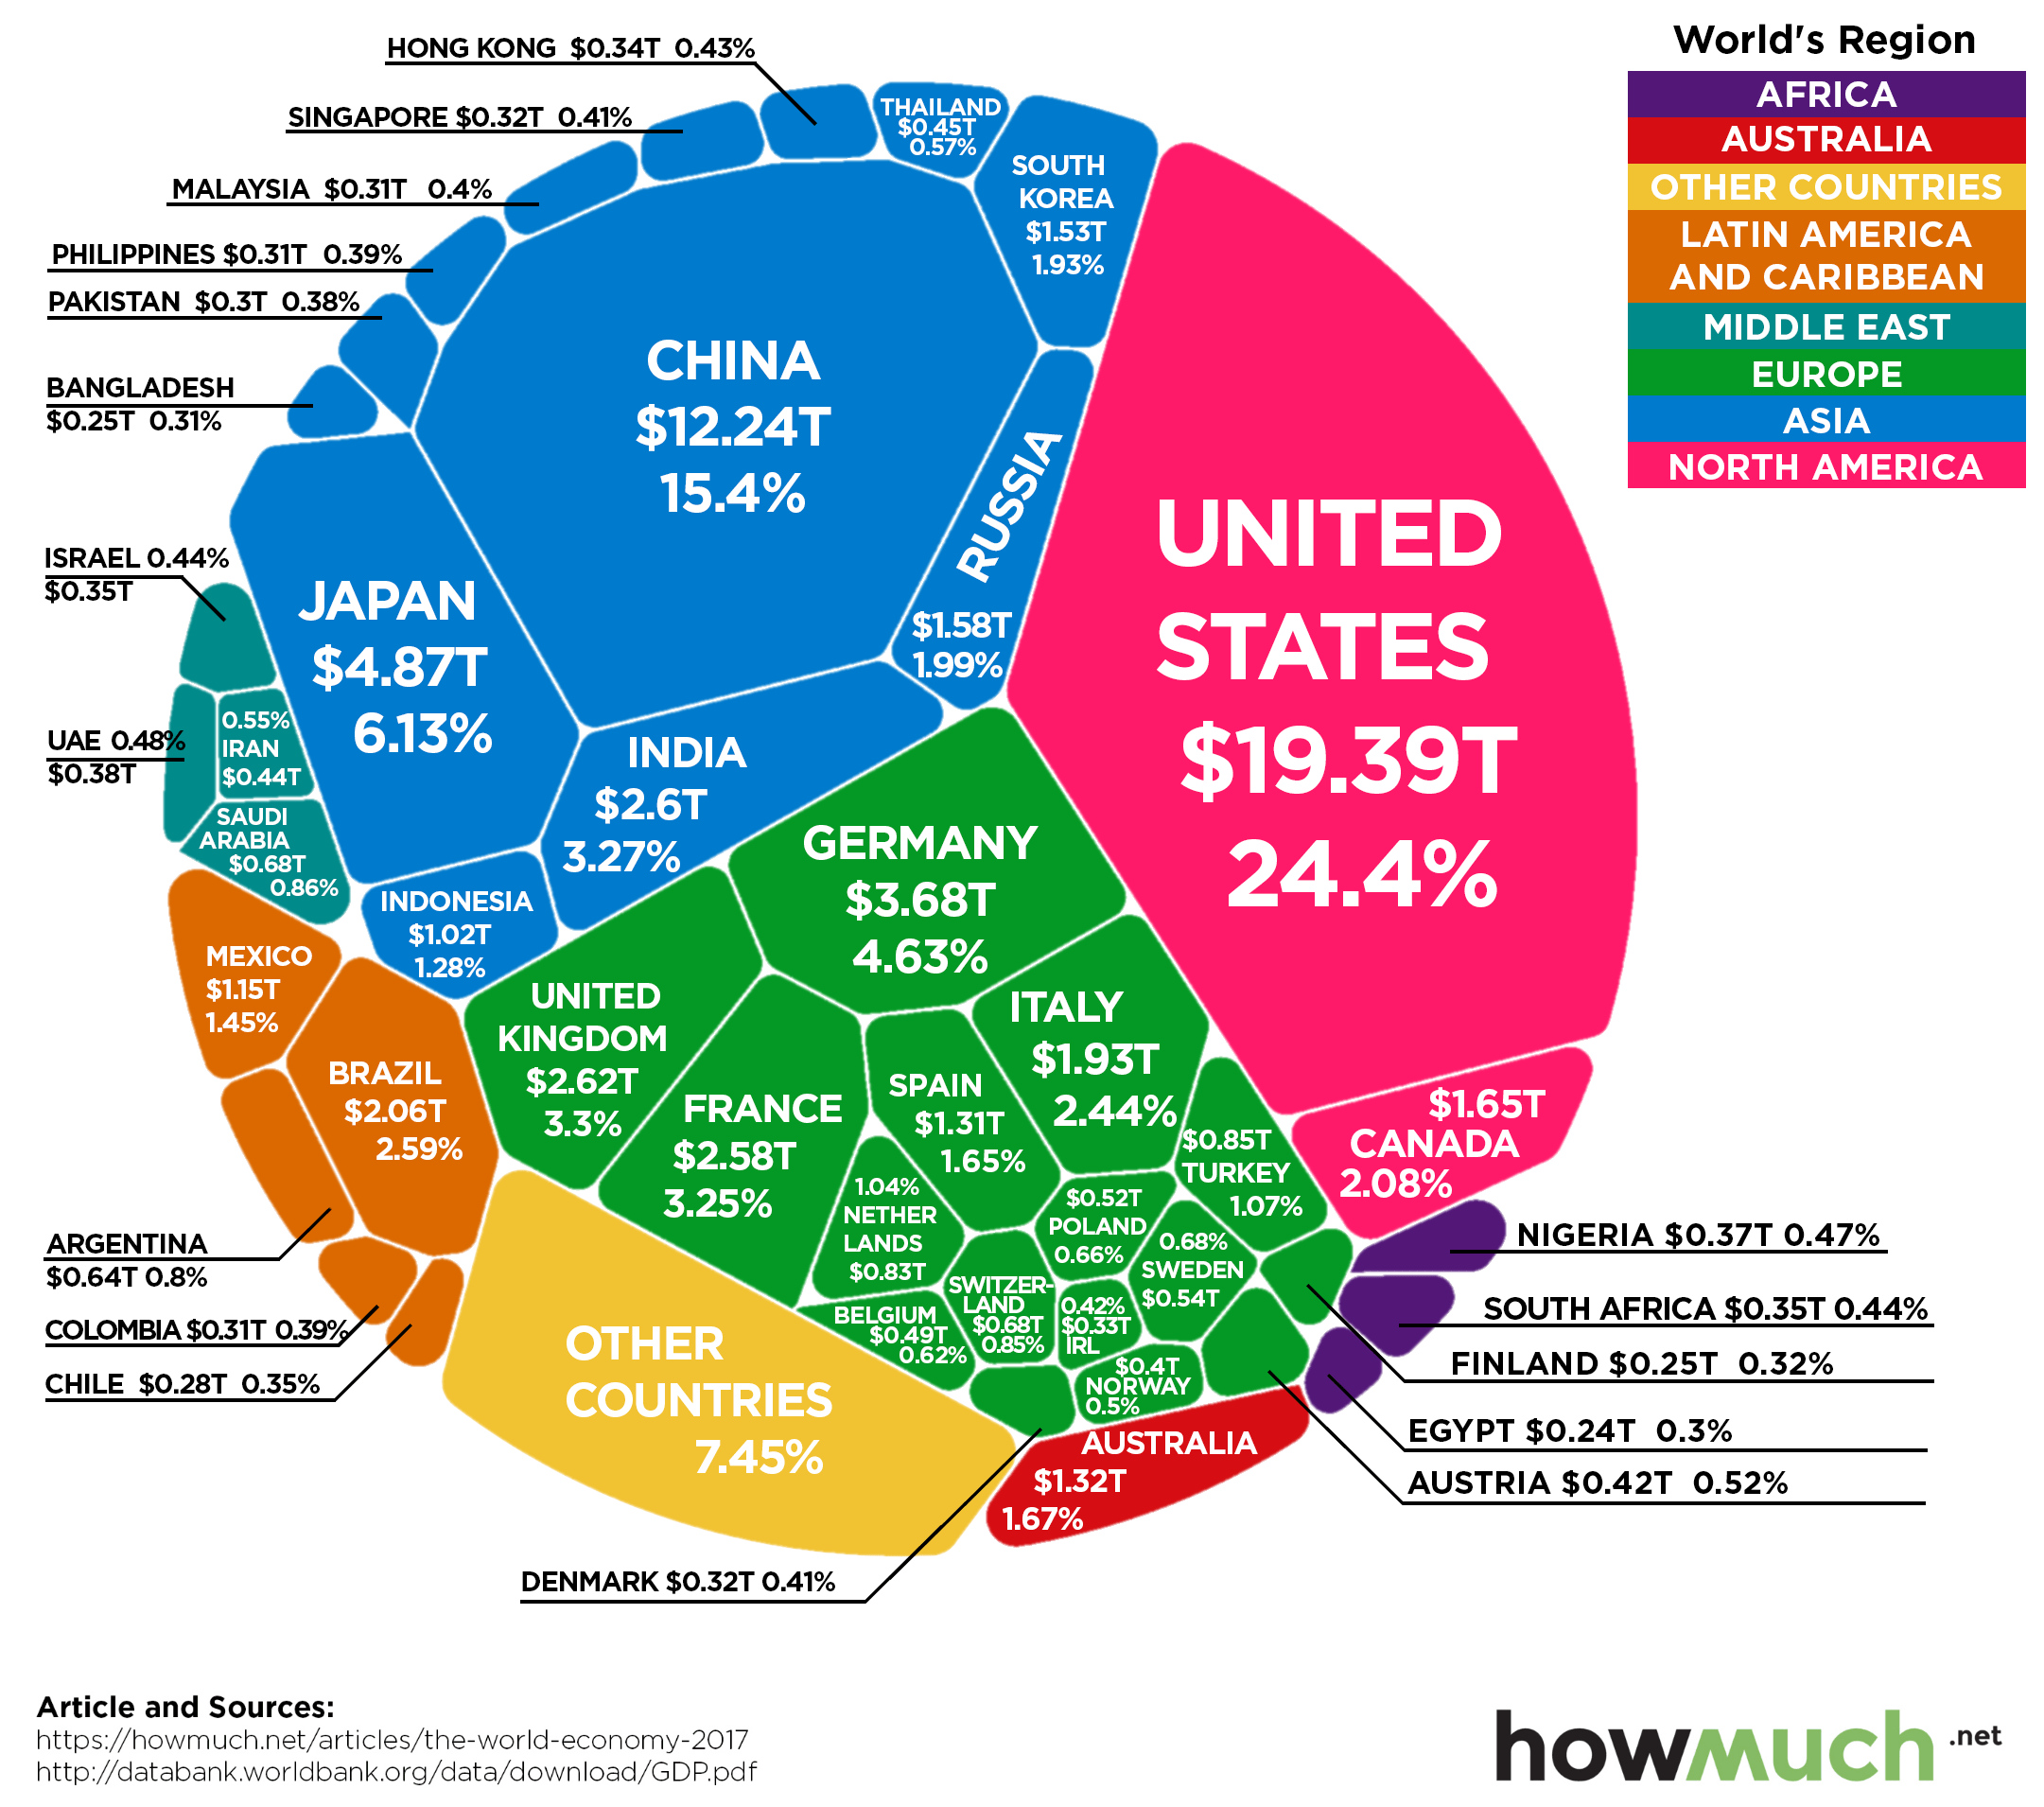 World's Region
AFRICA
AUSTRALIA
OTHER COUNTRIES
LATIN AMERICA
AND CARIBBEAN
MIDDLE EAST
EUROPE
ASIA
NORTH AMERICA
HONG KONG $0.34T 0.43%
SINGAPORE $0.32T 0.41%
MALAYSIA $0.31T 0.4%
PHILIPPINES $0.31T 0.39%
PAKISTAN $0.3T 0.38%
BANGLADESH
$0.25T 0.31%
THAILAND
$0.45T
0.57%
SOUTH
KOREA
$1.53T
1.93%
CHINA
$12.24T
15.4%
RUSSIA
$1.58T
1.99%
UNITED
STATES
$19.39T
24.4%
ISRAEL 0.44%
$0.35T
JAPAN
$4.87T
6.13%
UAE 0.48%
$0.38T
0.55%
IRAN
$0.44T
SAUDI
ARABIA
$0.68T
0.86%
INDIA
$2.6T
3.27%
INDONESIA
$1.02T
1.28%
GERMANY
$3.68T
4.63%
MEXICO
$1.15T
1.45%
BRAZIL
$2.06T
2.59%
UNITED
KINGDOM
$2.62T
3.3%
FRANCE
$2.58T
3.25%
SPAIN
$1.31T
1.65%
ITALY
$1.93T
2.44%
$0.85T
TURKEY
1.07%
$1.65T
CANADA
2.08%
1.04%
NETHER
LANDS
$0.83T
$0.52T
POLAND
0.66%
0.68%
SWEDEN
$0.54T
SWITZER-
LAND
$0.68T
0.85%
0.42%
$0.33T
IRL
BELGIUM
$0.49T
0.62%
$0.4T
NORWAY
0.5%
ARGENTINA
$0.64T 0.8%
COLOMBIA $0.31T 0.39%
CHILE $0.28T 0.35%
OTHER
COUNTRIES
7.45%
AUSTRALIA
$1.32T
1.67%
NIGERIA $0.37T 0.47%
SOUTH AFRICA $0.35T 0.44%
FINLAND $0.25T 0.32%
EGYPT $0.24T 0.3%
AUSTRIA $0.42T 0.52%
DENMARK $0.32T 0.41%
Article and Sources:
https://howmuch.net/articles/the-world-economy-2017
http://databank.worldbank.org/data/download/GDP.pdf
howmuch.net